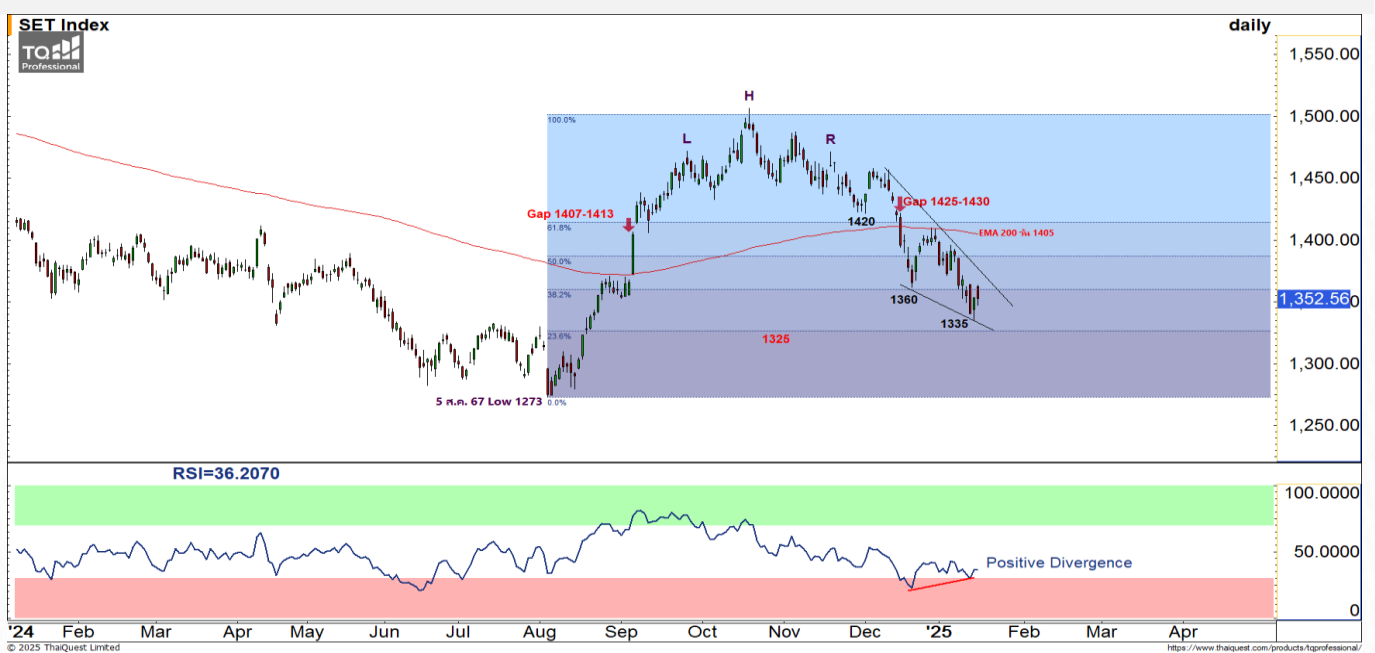 SET Index
daily
TQ
Professional
1,550.00
1,500.00
1,450.00
1,400.00
1,352.56
1,300.00
1,250.00
H
L
R
100.0%
Gap 1407-1413
61.8%
50.0%
38.2%
23.6%
0.0%
1420
Gap 1425-1430
EMA 200 วัน 1405
1360
1335
1325
5 ส.ค. 67 Low 1273
RSI=36.2070
100.0000
50.0000
0
Positive Divergence
'24 Feb Mar Apr May Jun Jul Aug Sep Oct Nov Dec '25 Feb Mar Apr
© 2025 ThaiQuest Limited
https://www.thaiquest.com/products/tqprofessional/